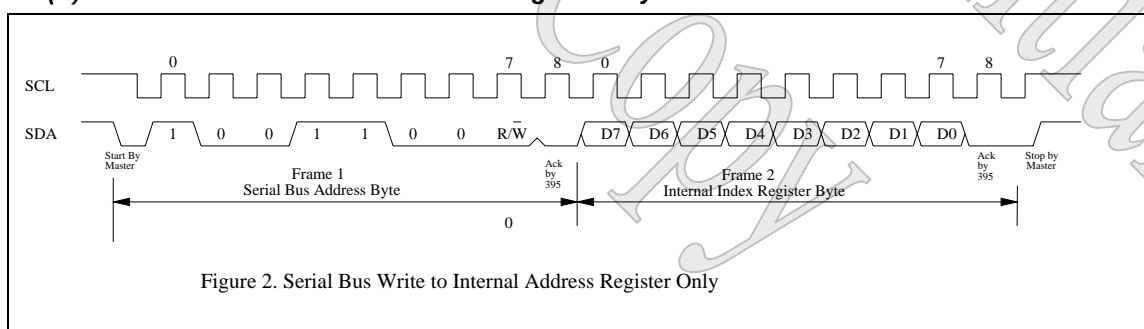 0 7 8 0 7 8
SCL
SDA 1 0 0 1 1 0 0 R/W̅ D7 D6 D5 D4 D3 D2 D1 D0
Start By
Master
Ack
by
395
Ack
by
395
Stop by
Master
Frame 1
Serial Bus Address Byte
Frame 2
Internal Index Register Byte
0
Figure 2. Serial Bus Write to Internal Address Register Only
Copy